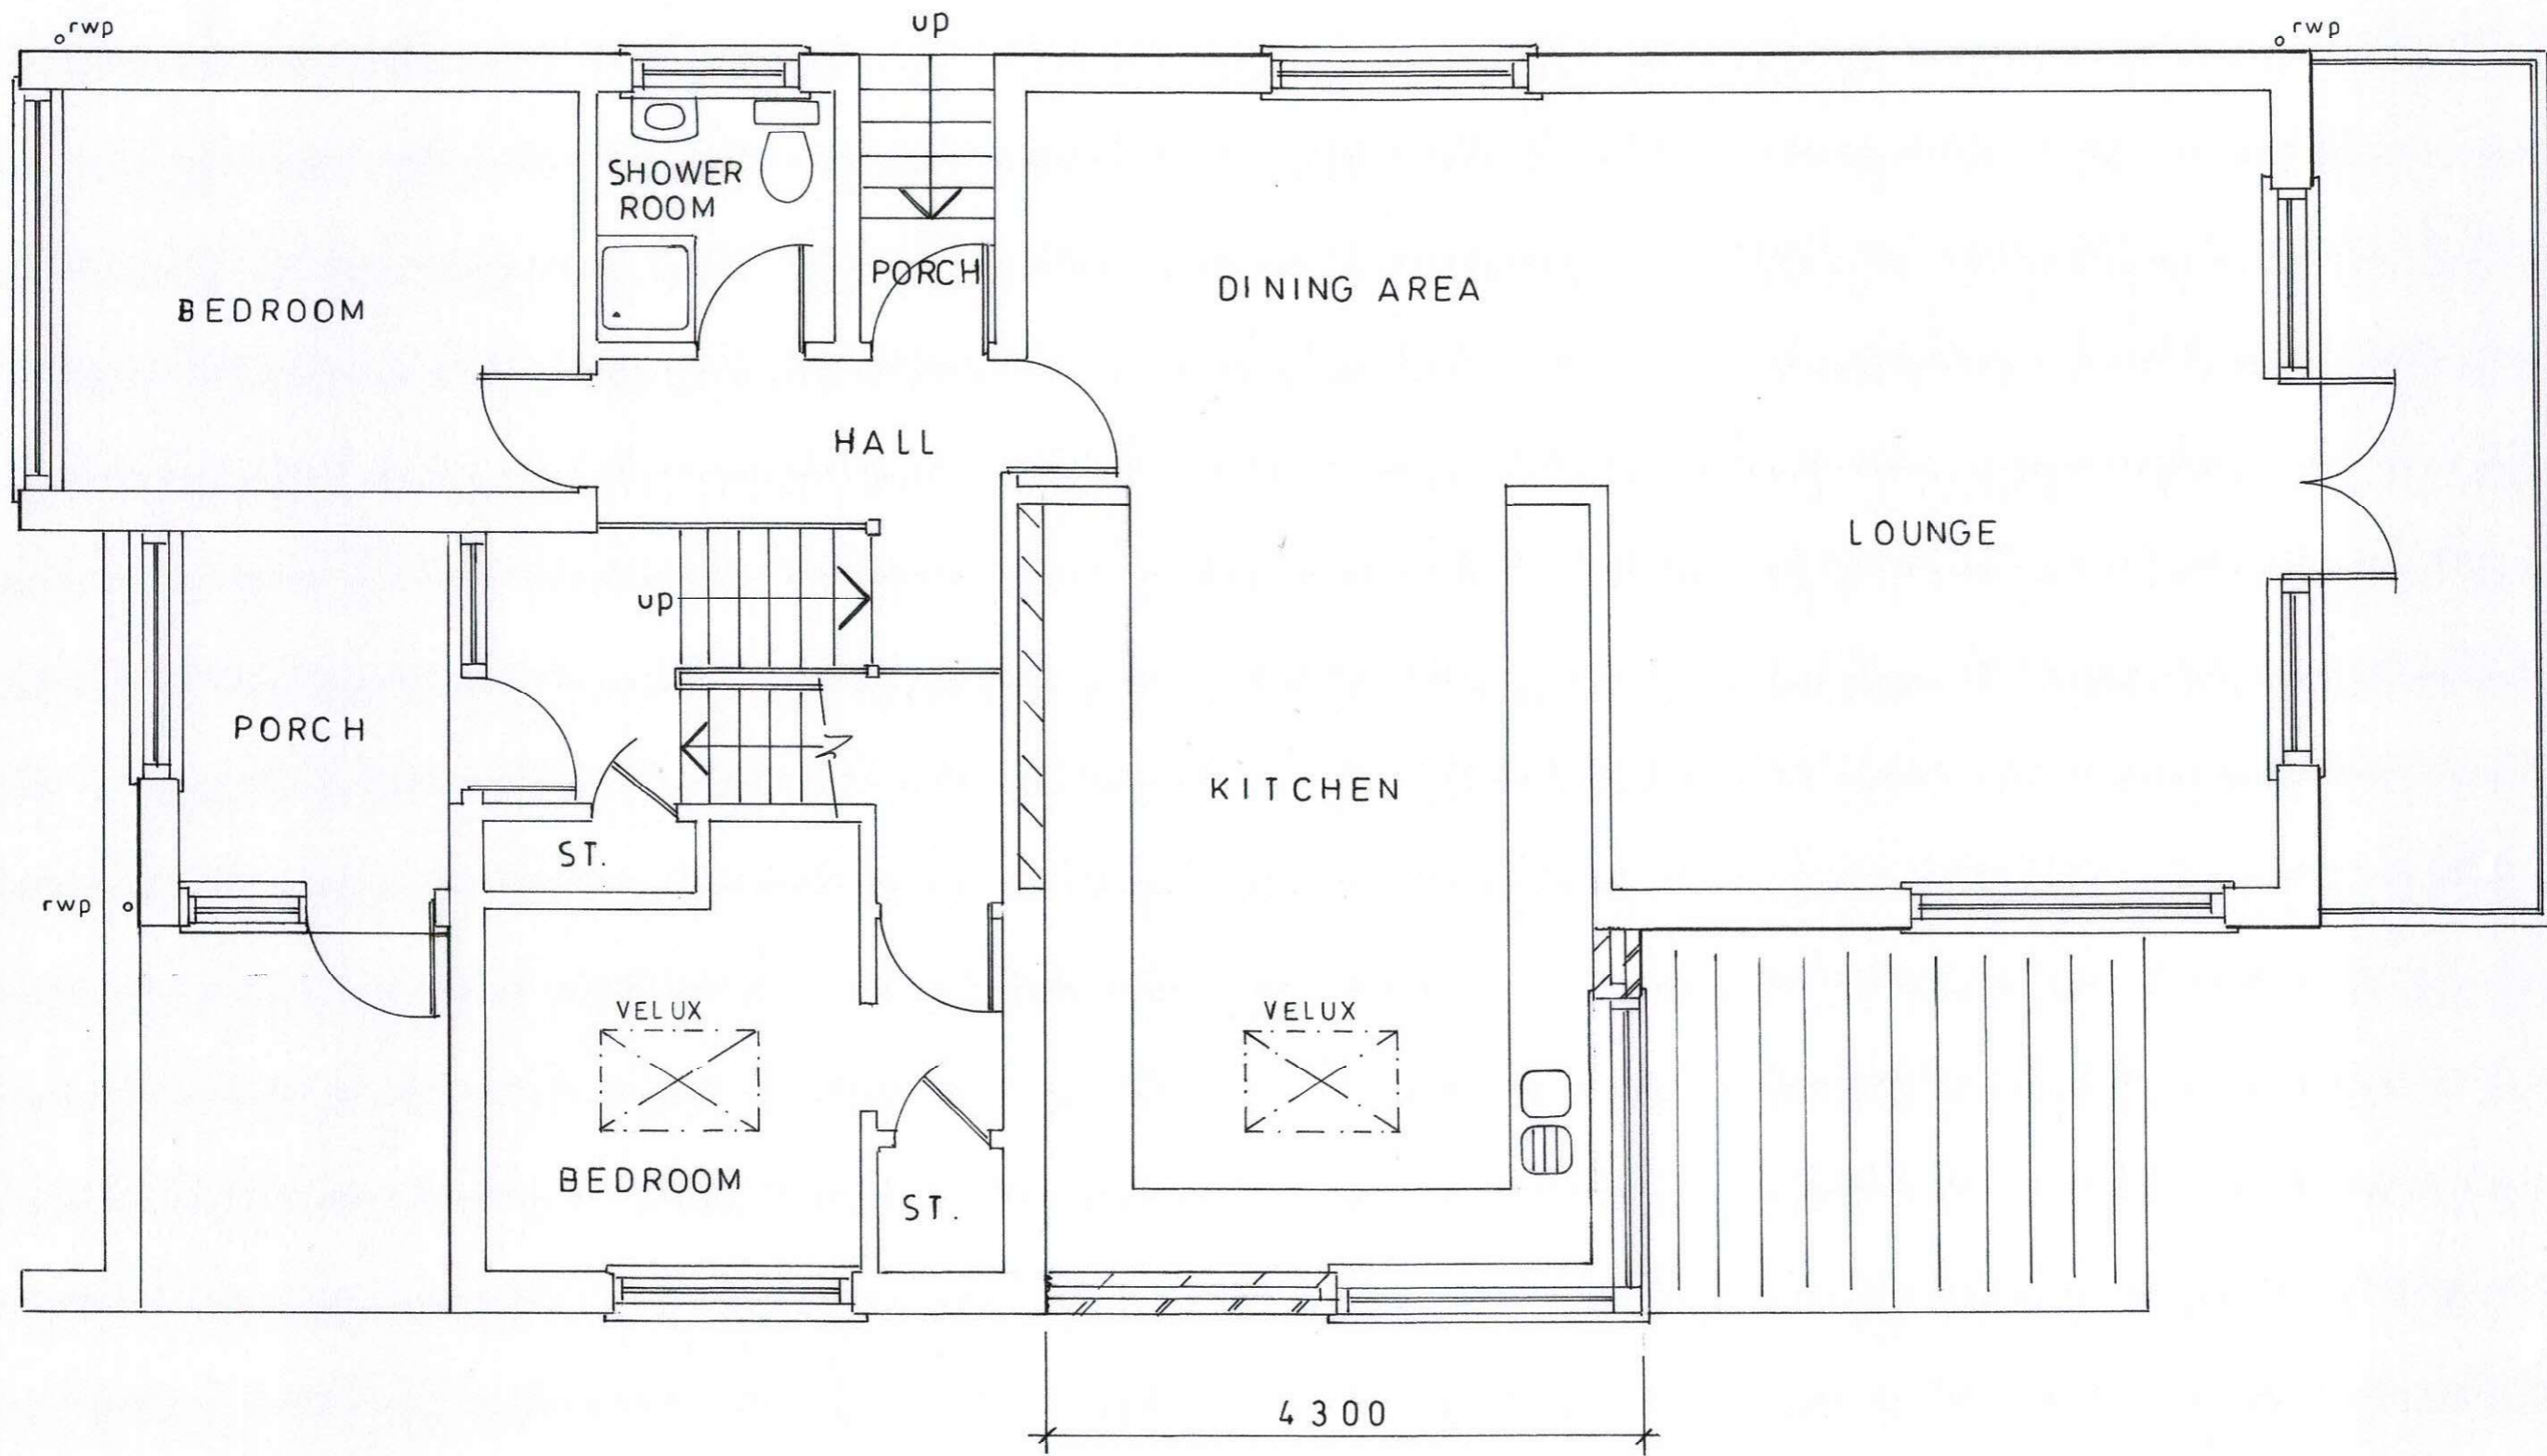 rwp
up
rwp
SHOWER
ROOM
PORCH
BEDROOM
DINING AREA
HALL
LOUNGE
up
PORCH
KITCHEN
ST.
rwp
VELUX
VELUX
BEDROOM
ST.
4300